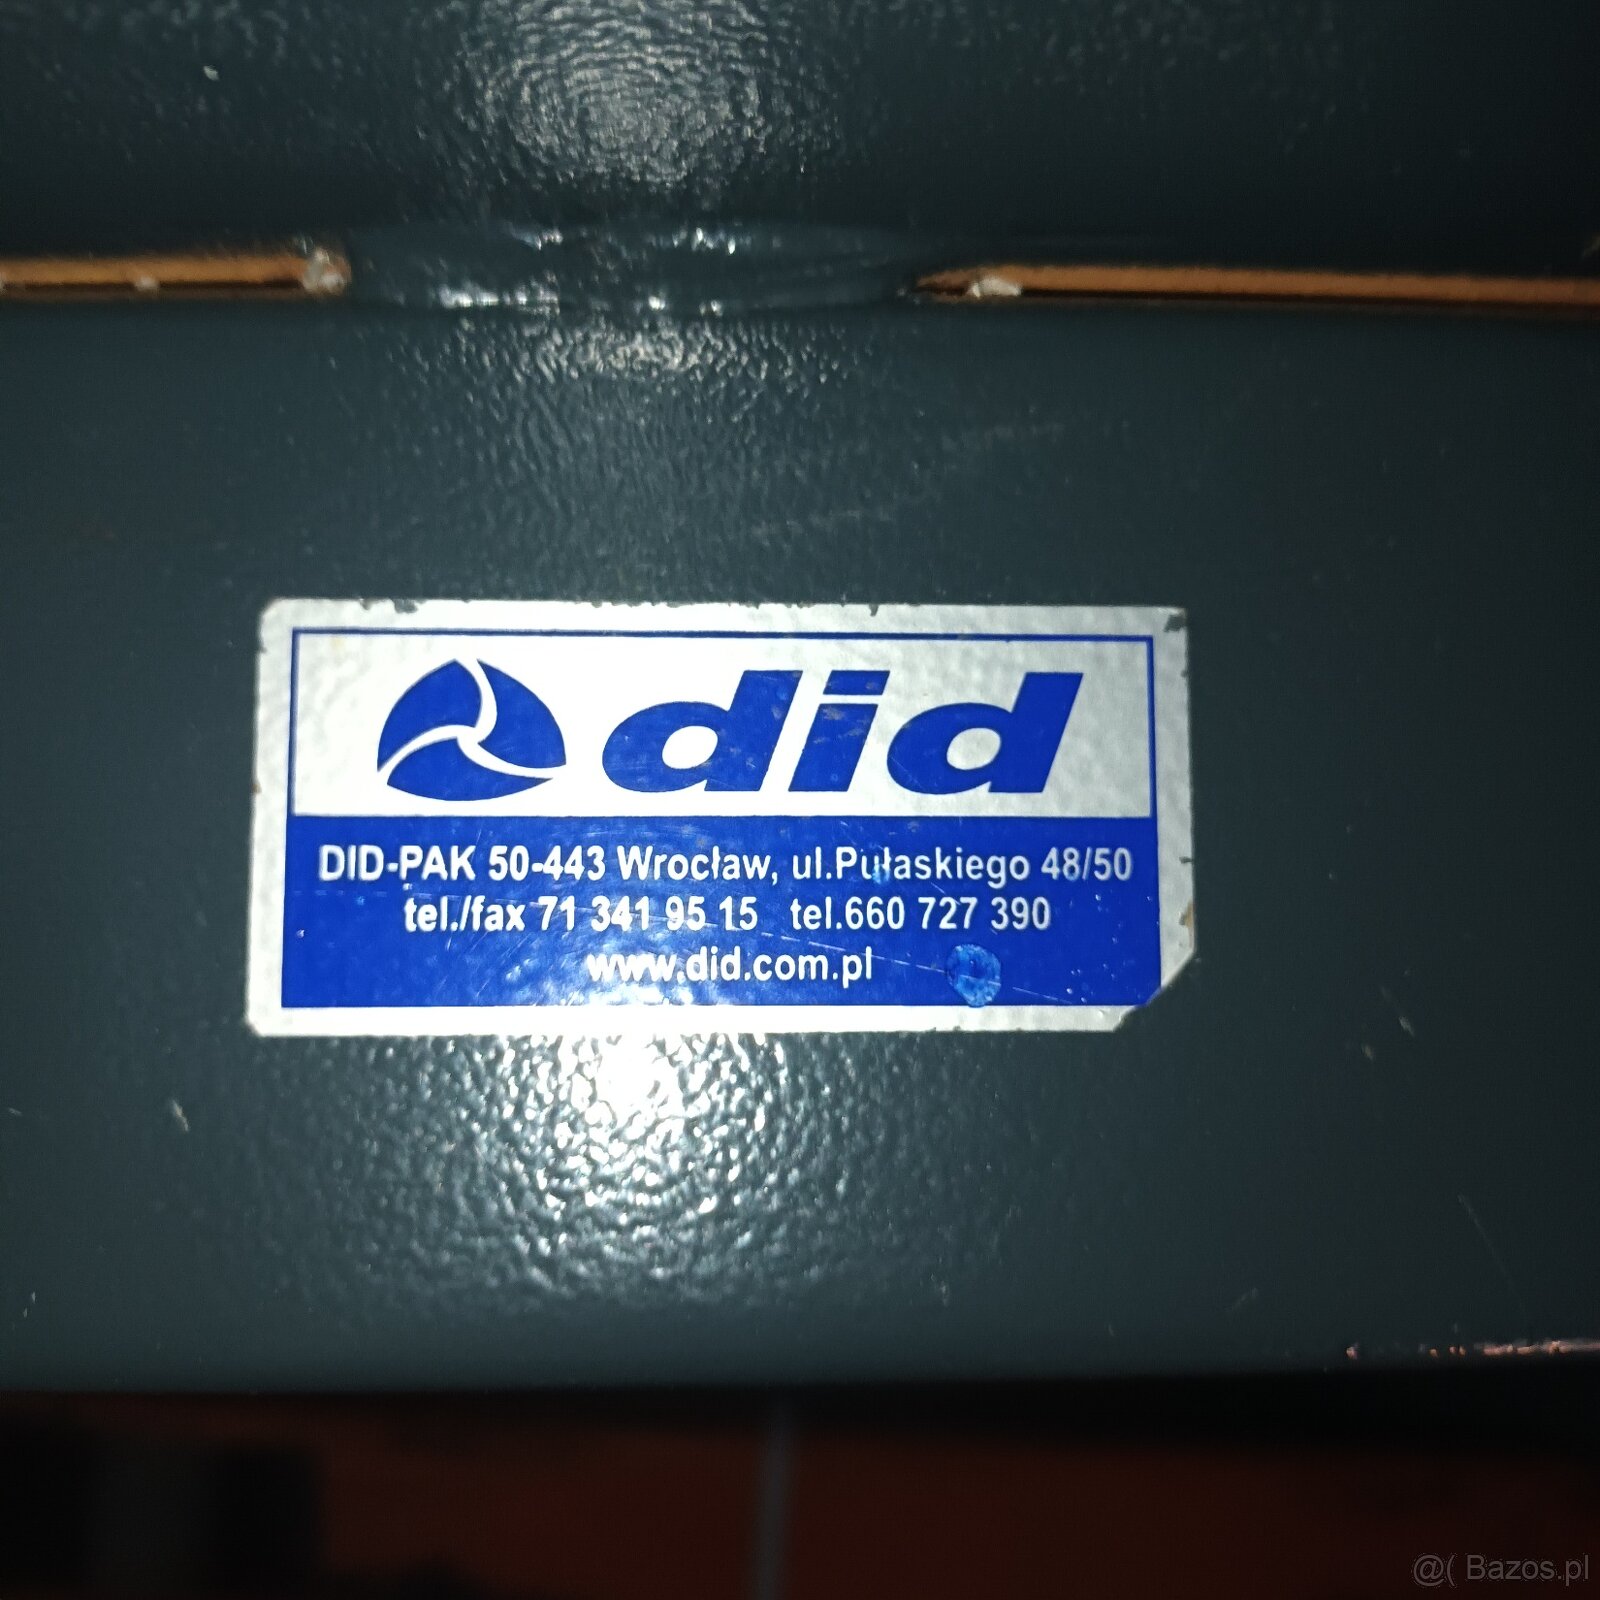 did
DID-PAK 50-443 Wrocław, ul.Pułaskiego 48/50
tel./fax 71 341 95 15 tel.660 727 390
www.did.com.pl
@( Bazos.pl